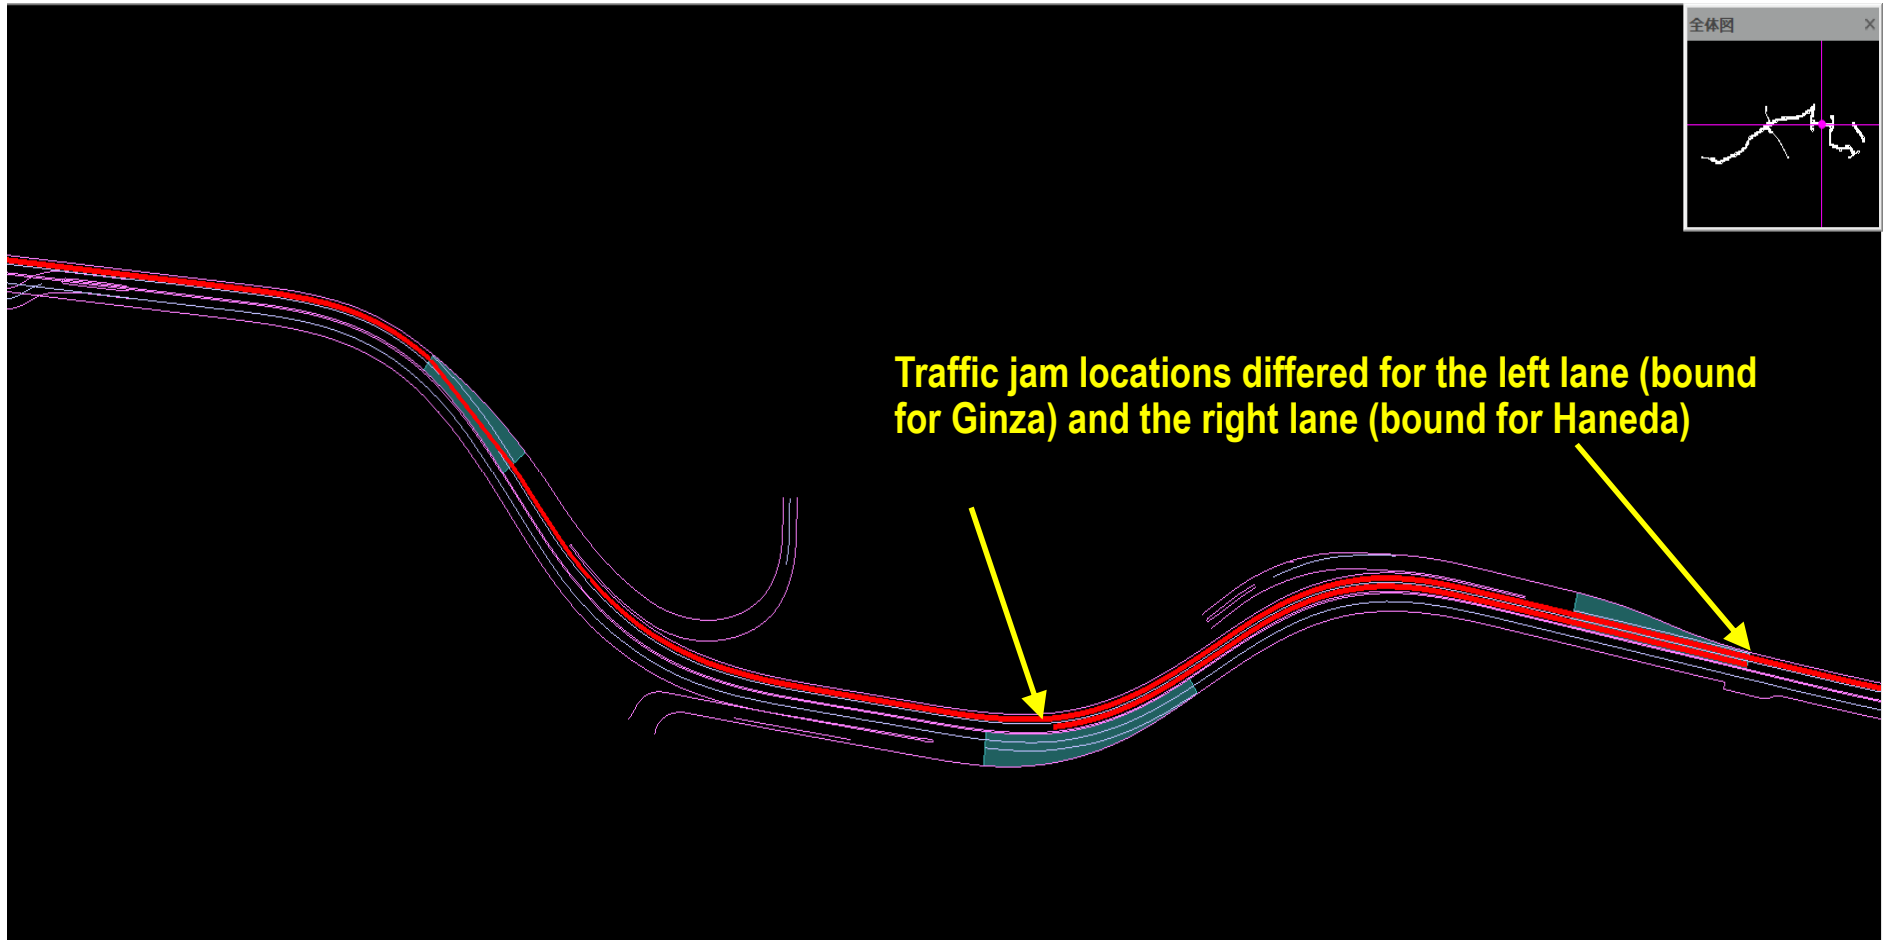 全体図
Traffic jam locations differed for the left lane (bound
for Ginza) and the right lane (bound for Haneda)